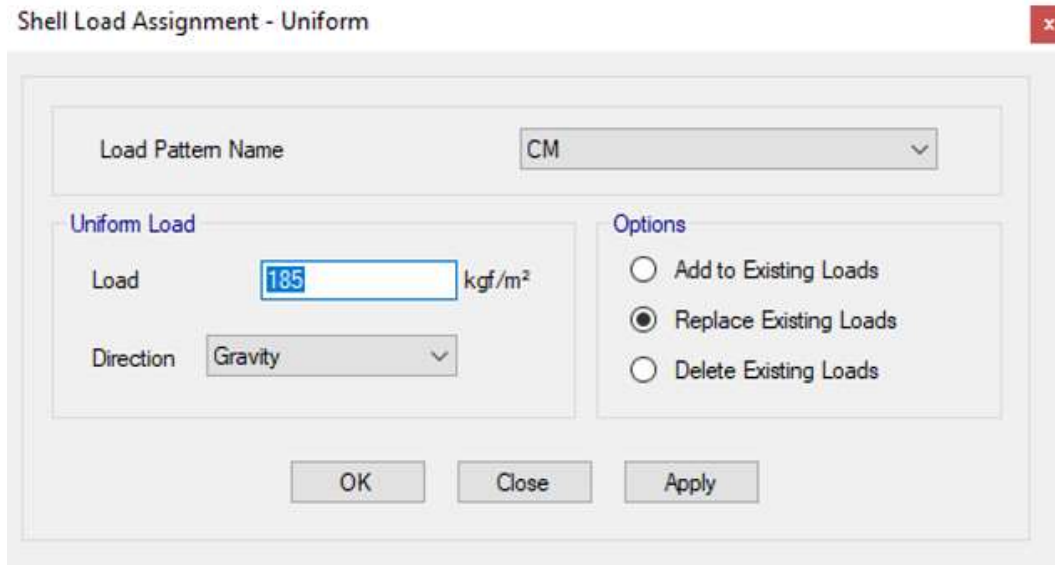 Shell Load Assignment - Uniform
x
Load Pattern Name
CM
Uniform Load
Load
185
kgf/m²
Direction
Gravity
Options
Add to Existing Loads
Replace Existing Loads
Delete Existing Loads
OK
Close
Apply